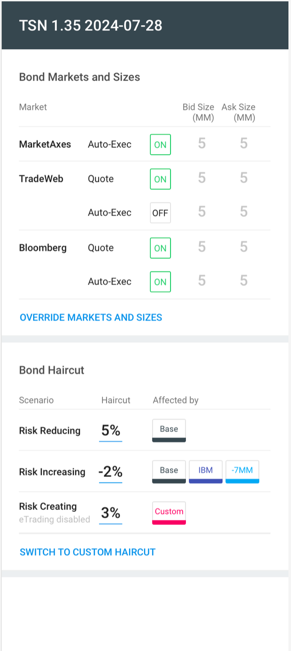 TSN 1.35 2024-07-28
Bond Markets and Sizes
Market Bid Size (MM) Ask Size (MM)
MarketAxes Auto-Exec ON 5 5
TradeWeb Quote ON 5 5
Auto-Exec OFF 5 5
Bloomberg Quote ON 5 5
Auto-Exec ON 5 5
OVERRIDE MARKETS AND SIZES
Bond Haircut
Scenario Haircut Affected by
Risk Reducing 5% Base
Risk Increasing -2% Base IBM -7MM
Risk Creating 3% Custom
eTrading disabled
SWITCH TO CUSTOM HAIRCUT